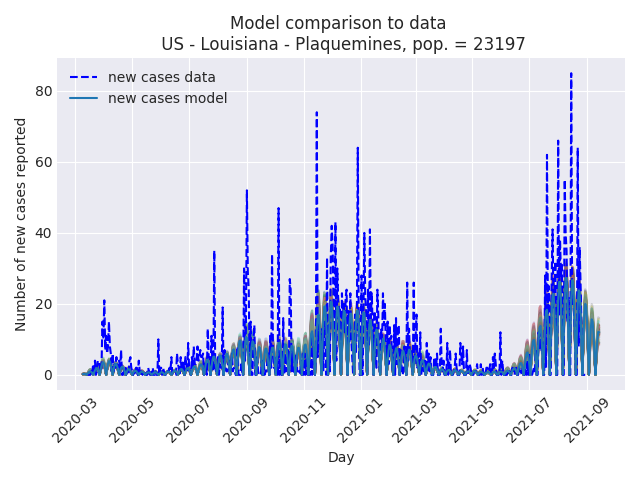 Model comparison to data
US - Louisiana - Plaquemines, pop. = 23197
new cases data
new cases model
Number of new cases reported
80
60
40
20
0
2020-03
2020-05
2020-07
2020-09
2020-11
2021-01
2021-03
2021-05
2021-07
2021-09
Day